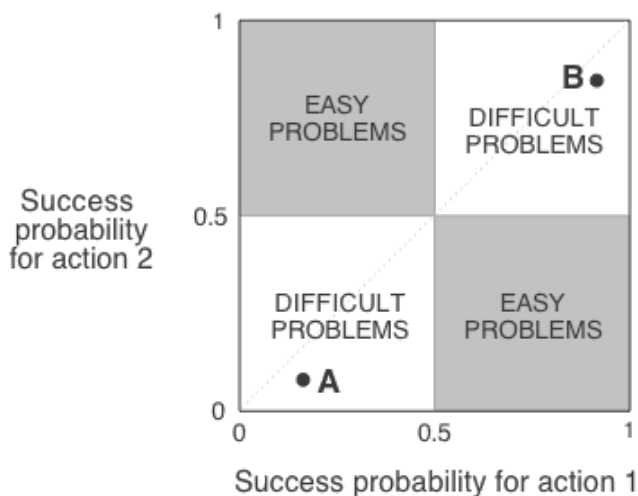 1
B
EASY
PROBLEMS
DIFFICULT
PROBLEMS
Success
probability
for action 2
0.5
DIFFICULT
PROBLEMS
EASY
PROBLEMS
A
0
0
0.5
1
Success probability for action 1